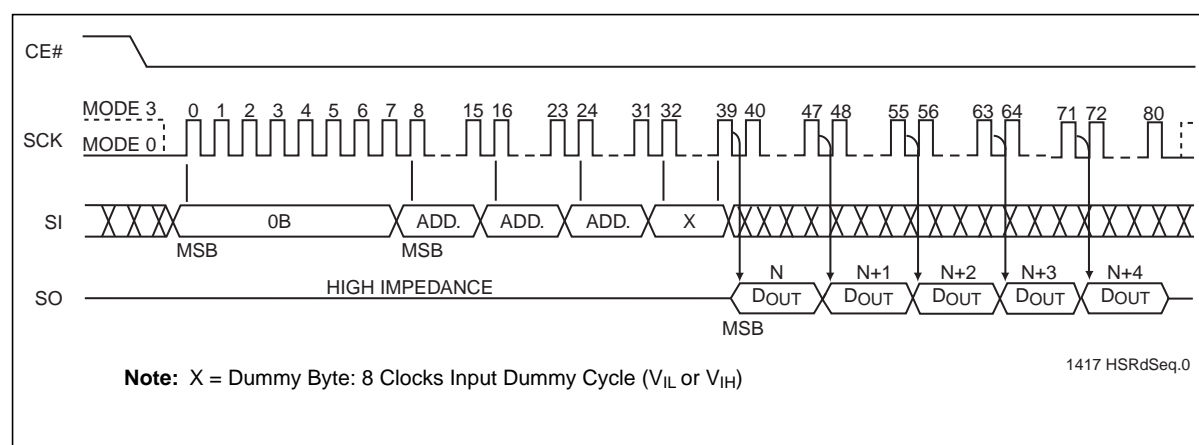 CE#
MODE 3
0 1 2 3 4 5 6 7 8 15 16 23 24 31 32 39 40 47 48 55 56 63 64 71 72 80
SCK
MODE 0
SI
0B
ADD.
ADD.
ADD.
X
MSB
MSB
N
N+1
N+2
N+3
N+4
SO
HIGH IMPEDANCE
DOUT
DOUT
DOUT
DOUT
DOUT
MSB
1417 HSRdSeq.0
Note: X = Dummy Byte: 8 Clocks Input Dummy Cycle (VIL or VIH)